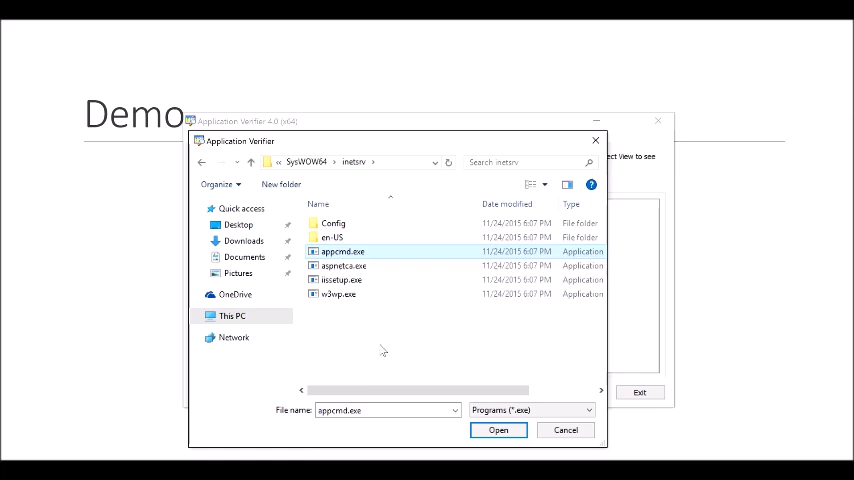 Demo
Application Verifier 4.0 (x64)
Application Verifier
« SysWOW64 › inetsrv ›
Search inetsrv
ect View to see
Organize
New folder
Name
Date modified
Type
Quick access
Desktop
Downloads
Documents
Pictures
OneDrive
This PC
Network
Config 11/24/2015 6:07 PM File folder
en-US 11/24/2015 6:07 PM File folder
appcmd.exe 11/24/2015 6:07 PM Application
aspnetca.exe 11/24/2015 6:07 PM Application
iissetup.exe 11/24/2015 6:07 PM Application
w3wp.exe 11/24/2015 6:07 PM Application
Exit
File name: appcmd.exe
Programs (*.exe)
Open
Cancel